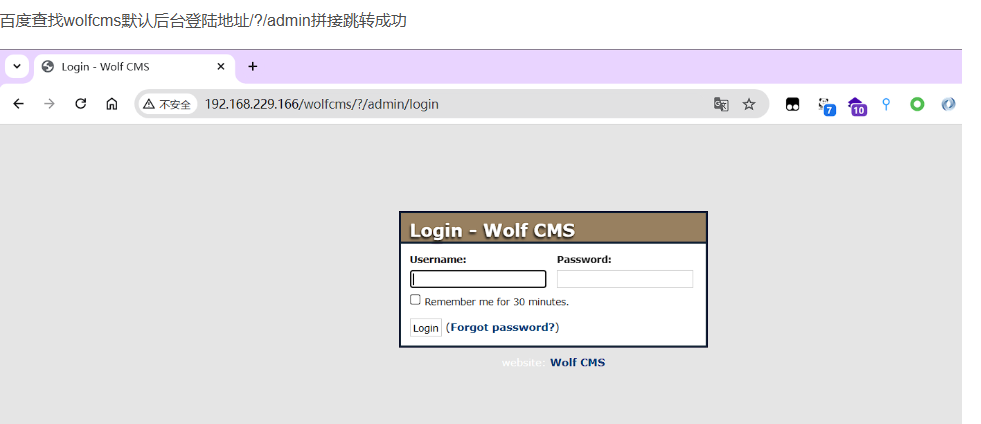 百度查找wolfcms默认后台登陆地址/?/admin拼接跳转成功
Login - Wolf CMS
不安全 192.168.229.166/wolfcms/?/admin/login
7 10
Login - Wolf CMS
Username: Password:
Remember me for 30 minutes.
Login (Forgot password?)
website: Wolf CMS